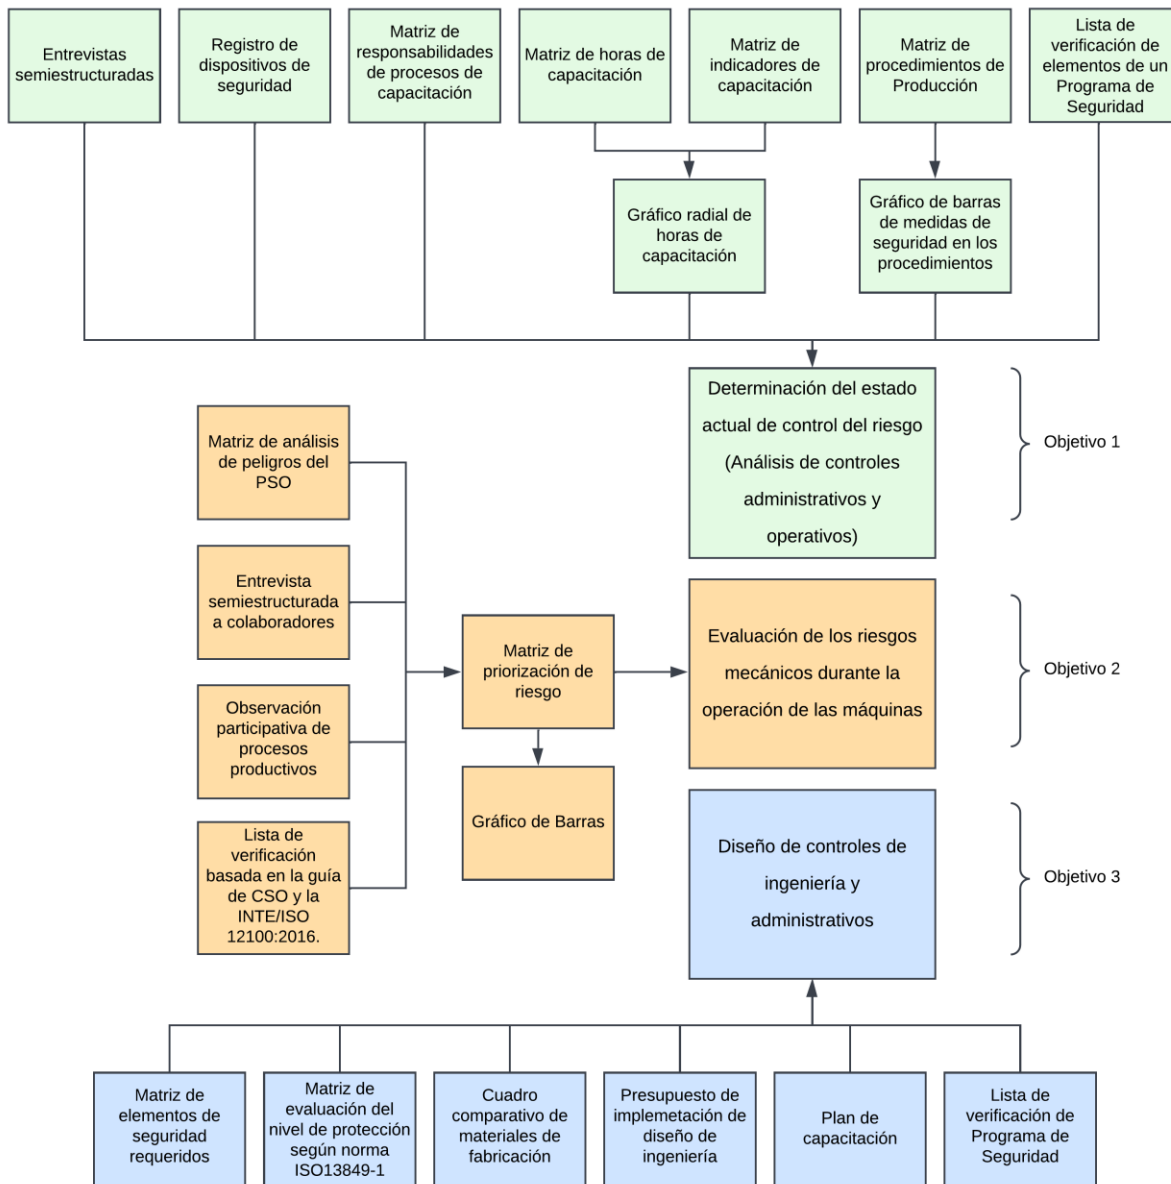 Entrevistas
semiestructuradas
Registro de
dispositivos de
seguridad
Matriz de
responsabilidades
de procesos de
capacitación
Matriz de horas de
capacitación
Matriz de
indicadores de
capacitación
Matriz de
procedimientos de
Producción
Lista de
verificación de
elementos de un
Programa de
Seguridad
Gráfico radial de
horas de
capacitación
Gráfico de barras
de medidas de
seguridad en los
procedimientos
Determinación del estado
actual de control del riesgo
(Análisis de controles
administrativos y
operativos)
Objetivo 1
Matriz de análisis
de peligros del
PSO
Entrevista
semiestructurada
a colaboradores
Observación
participativa de
procesos
productivos
Lista de
verificación
basada en la guía
de CSO y la
INTE/ISO
12100:2016.
Matriz de
priorización de
riesgo
Gráfico de Barras
Evaluación de los riesgos
mecánicos durante la
operación de las máquinas
Objetivo 2
Diseño de controles de
ingeniería y
administrativos
Objetivo 3
Matriz de
elementos de
seguridad
requeridos
Matriz de
evaluación del
nivel de protección
según norma
ISO13849-1
Cuadro
comparativo de
materiales de
fabricación
Presupuesto de
implemetación de
diseño de
ingeniería
Plan de
capacitación
Lista de
verificación de
Programa de
Seguridad